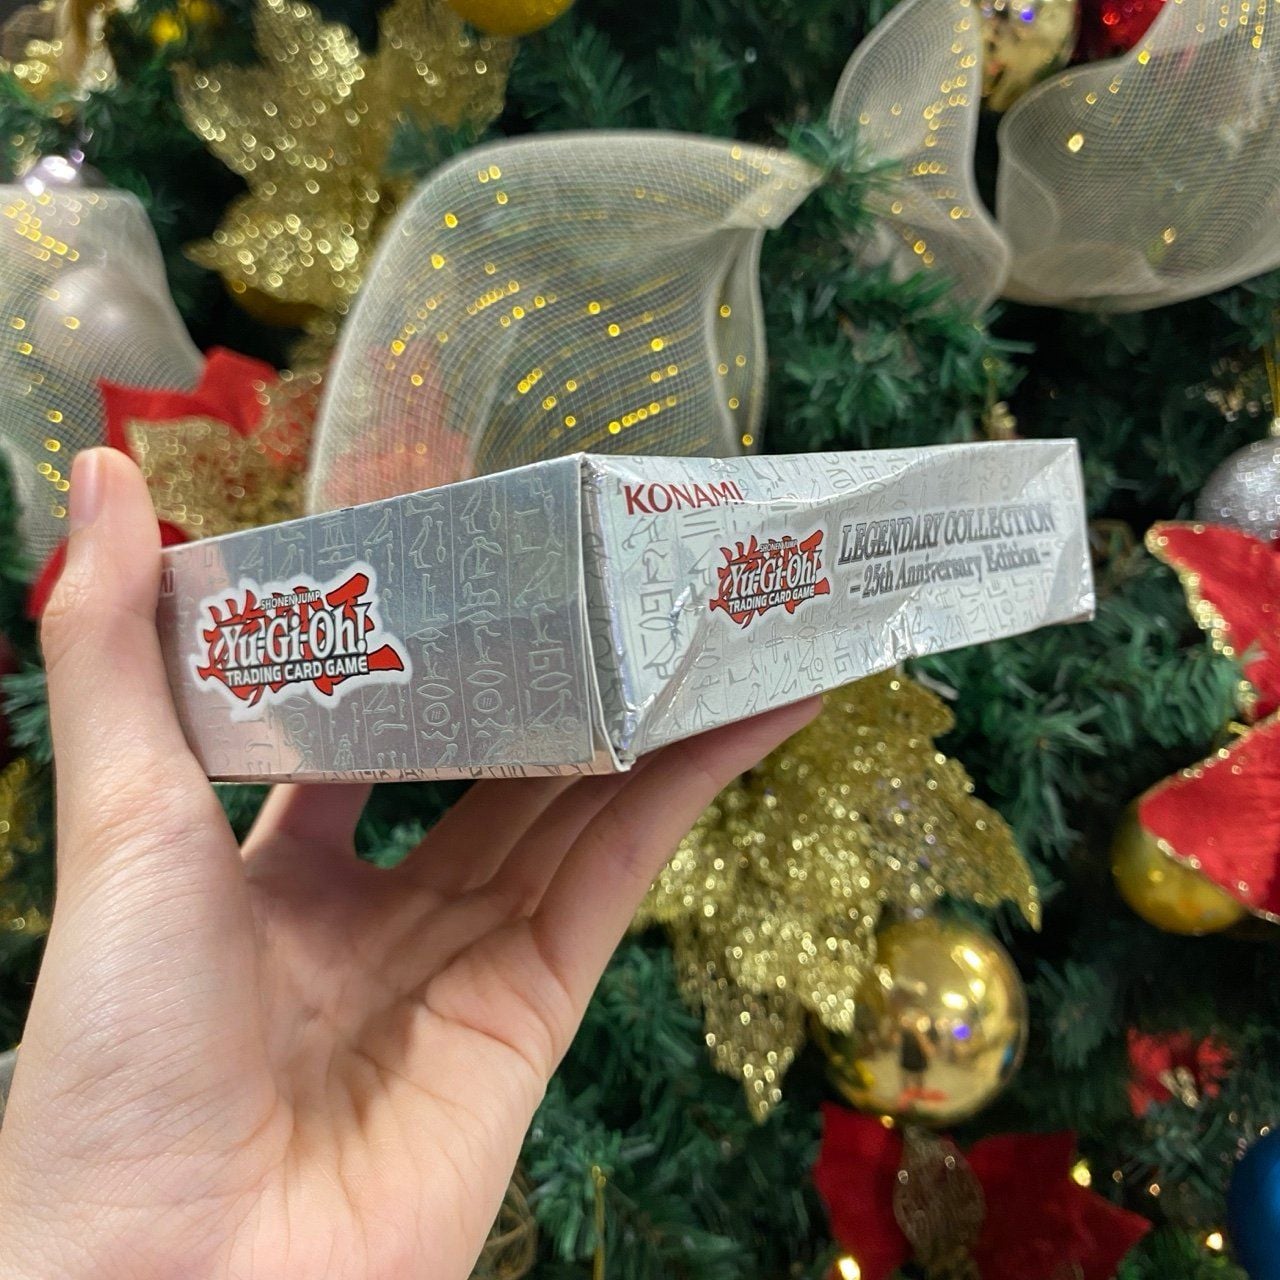 SHONEN JUMP
Yu-Gi-Oh!
TRADING CARD GAME
KONAMI
SHONEN JUMP
Yu-Gi-Oh!
TRADING CARD GAME
LEGENDARY COLLECTION
- 25th Anniversary Edition -